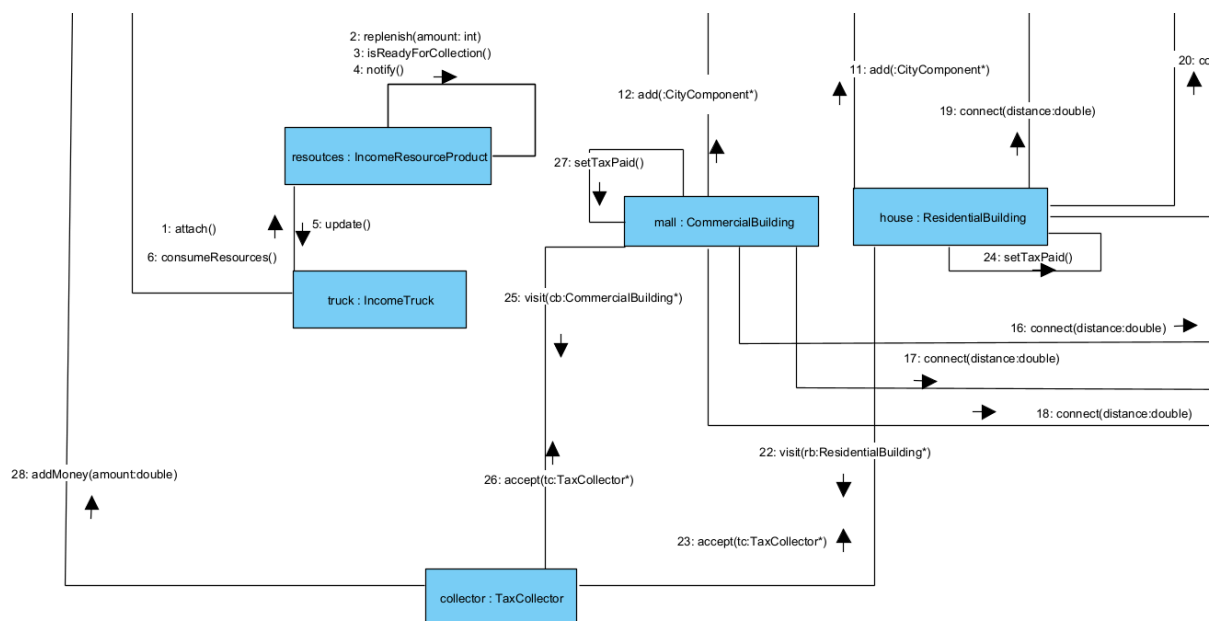 2: replenish(amount: int)
3: isReadyForCollection()
4: notify()
20: co
11: add(:CityComponent*)
12: add(:CityComponent*)
19: connect(distance:double)
resoutces : IncomeResourceProduct
27: setTaxPaid()
mall : CommercialBuilding
house : ResidentialBuilding
1: attach()
5: update()
6: consumeResources()
24: setTaxPaid()
truck : IncomeTruck
25: visit(cb:CommercialBuilding*)
16: connect(distance:double)
17: connect(distance:double)
18: connect(distance:double)
22: visit(rb:ResidentialBuilding*)
28: addMoney(amount:double)
26: accept(tc:TaxCollector*)
23: accept(tc:TaxCollector*)
collector : TaxCollector